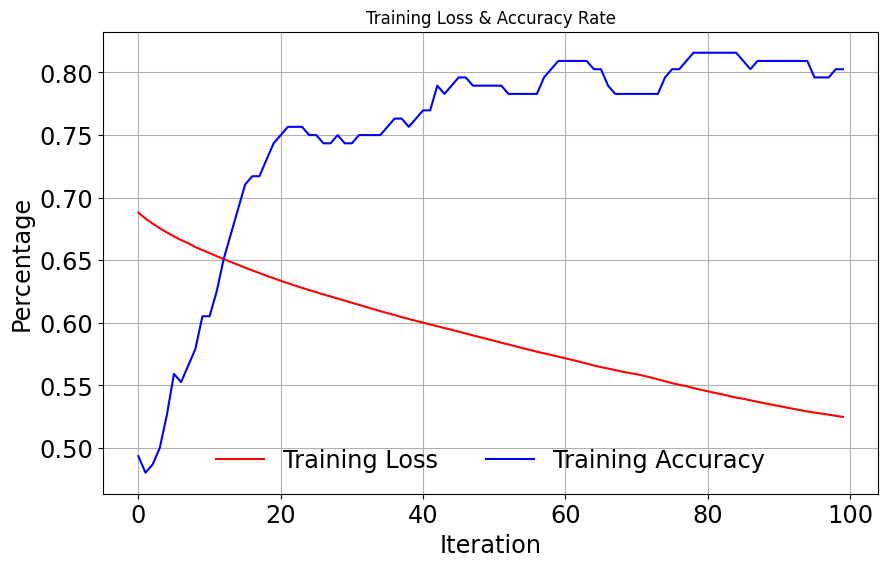 Training Loss & Accuracy Rate
0.80
0.75
0.70
0.65
0.60
0.55
0.50
Percentage
Training Loss
Training Accuracy
0 20 40 60 80 100
Iteration